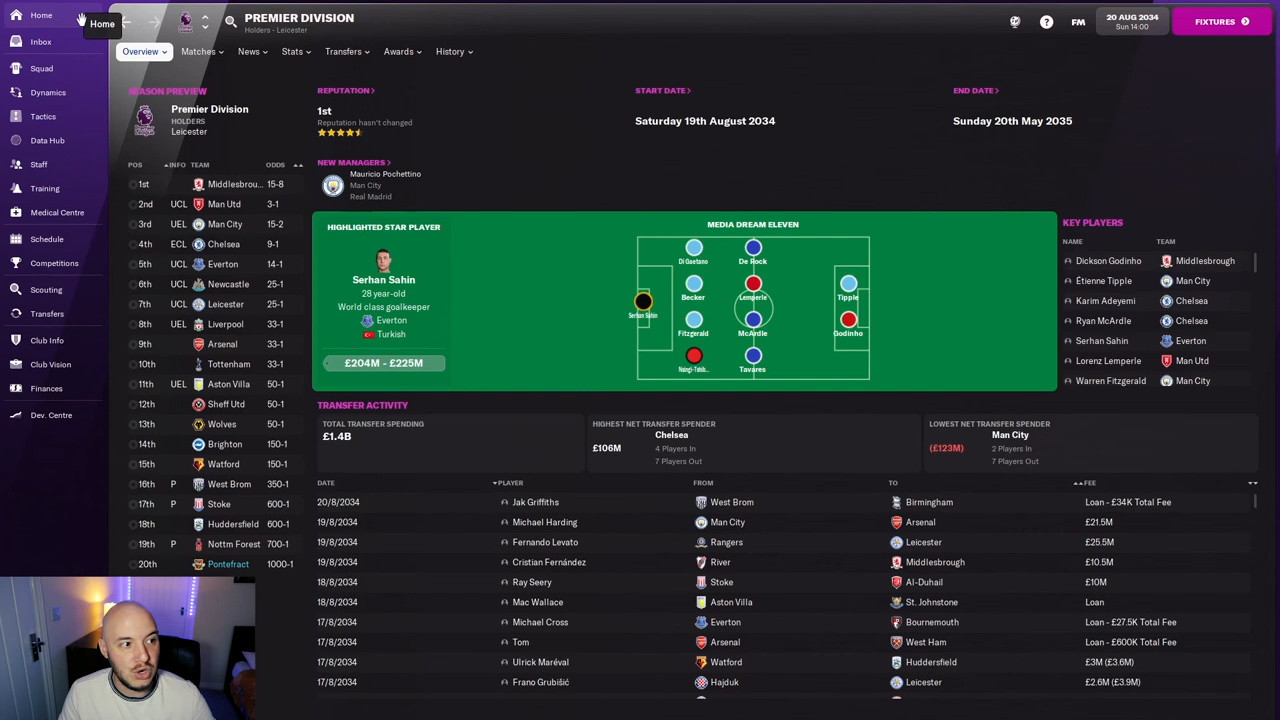 Home
Inbox
Squad
Dynamics
Tactics
Data Hub
Staff
Training
Medical Centre
Schedule
Competitions
Scouting
Transfers
Club Info
Club Vision
Finances
Dev. Centre
Home
PREMIER DIVISION
Holders - Leicester
?
FM
20 AUG 2034
Sun 14:00
FIXTURES
Overview
Matches
News
Stats
Transfers
Awards
History
SEASON PREVIEW
Premier Division
HOLDERS
Leicester
POS INFO TEAM ODDS
1st Middlesbrou... 15-8
2nd UCL Man Utd 3-1
3rd UEL Man City 15-2
4th ECL Chelsea 9-1
5th UCL Everton 14-1
6th UCL Newcastle 25-1
7th UCL Leicester 25-1
8th UEL Liverpool 33-1
9th Arsenal 33-1
10th Tottenham 33-1
11th UEL Aston Villa 50-1
12th Sheff Utd 50-1
13th Wolves 50-1
14th Brighton 150-1
15th Watford 150-1
16th P West Brom 350-1
17th P Stoke 600-1
18th Huddersfield 600-1
19th P Nottm Forest 700-1
20th Pontefract 1000-1
REPUTATION
1st
Reputation hasn't changed
START DATE
Saturday 19th August 2034
END DATE
Sunday 20th May 2035
NEW MANAGERS
Mauricio Pochettino
Man City
Real Madrid
HIGHLIGHTED STAR PLAYER
Serhan Sahin
28 year-old
World class goalkeeper
Everton
Turkish
£204M - £225M
MEDIA DREAM ELEVEN
Di Gaetano
De Rock
Becker
Lemperle
Tipple
Serhan Sahin
Fitzgerald
McArdle
Godinho
Tavares
KEY PLAYERS
NAME TEAM
Dickson Godinho Middlesbrough
Étienne Tipple Man City
Karim Adeyemi Chelsea
Ryan McArdle Chelsea
Serhan Sahin Everton
Lorenz Lemperle Man Utd
Warren Fitzgerald Man City
TRANSFER ACTIVITY
TOTAL TRANSFER SPENDING
£1.4B
HIGHEST NET TRANSFER SPENDER
£106M
Chelsea
4 Players In
7 Players Out
LOWEST NET TRANSFER SPENDER
(£123M)
Man City
2 Players In
7 Players Out
DATE PLAYER FROM TO FEE
20/8/2034 Jak Griffiths West Brom Birmingham Loan - £34K Total Fee
19/8/2034 Michael Harding Man City Arsenal £21.5M
19/8/2034 Fernando Levato Rangers Leicester £25.5M
19/8/2034 Cristian Fernández River Middlesbrough £10.5M
18/8/2034 Ray Seery Stoke Al-Duhail £10M
18/8/2034 Mac Wallace Aston Villa St. Johnstone Loan
17/8/2034 Michael Cross Everton Bournemouth Loan - £27.5K Total Fee
17/8/2034 Tom Arsenal West Ham Loan - £600K Total Fee
17/8/2034 Ulrick Maréval Watford Huddersfield £3M (£3.6M)
17/8/2034 Frano Grubišić Hajduk Leicester £2.6M (£3.9M)